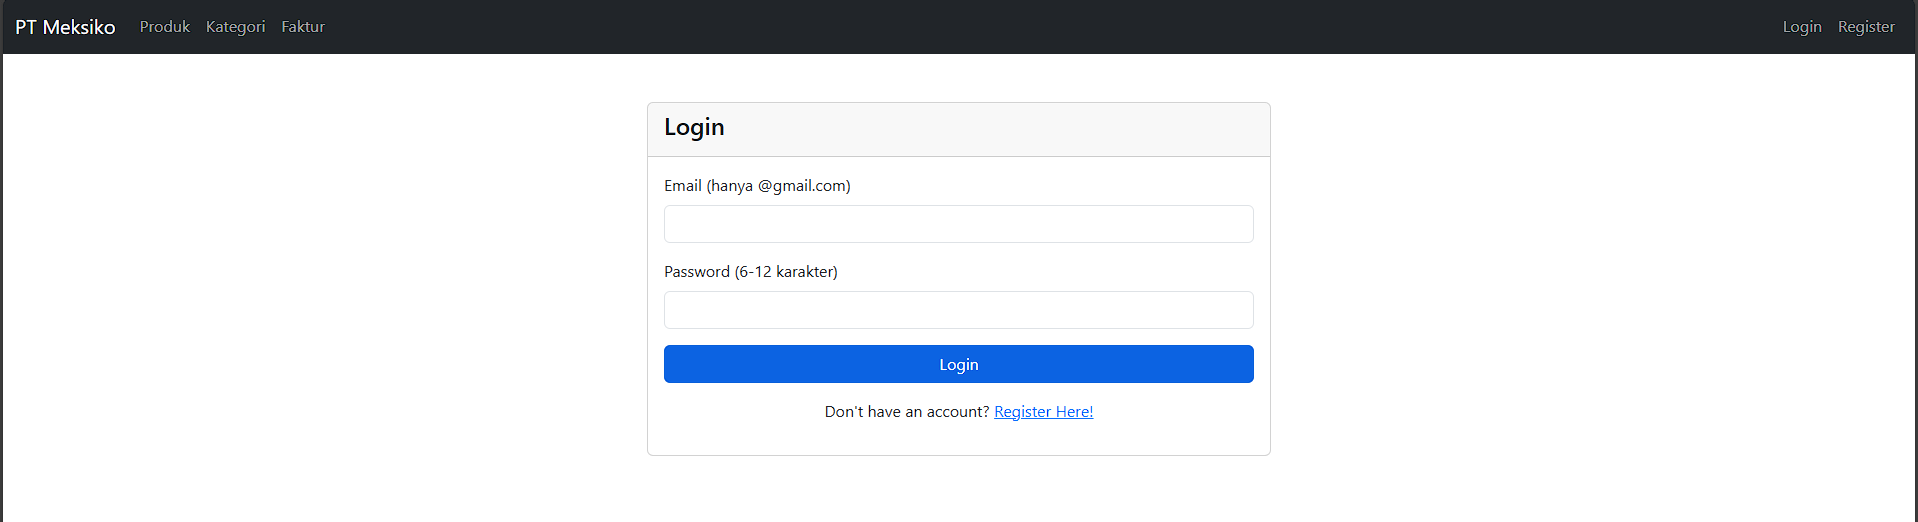 PT Meksiko Produk Kategori Faktur Login Register
Login
Email (hanya @gmail.com)
Password (6-12 karakter)
Login
Don't have an account? Register Here!